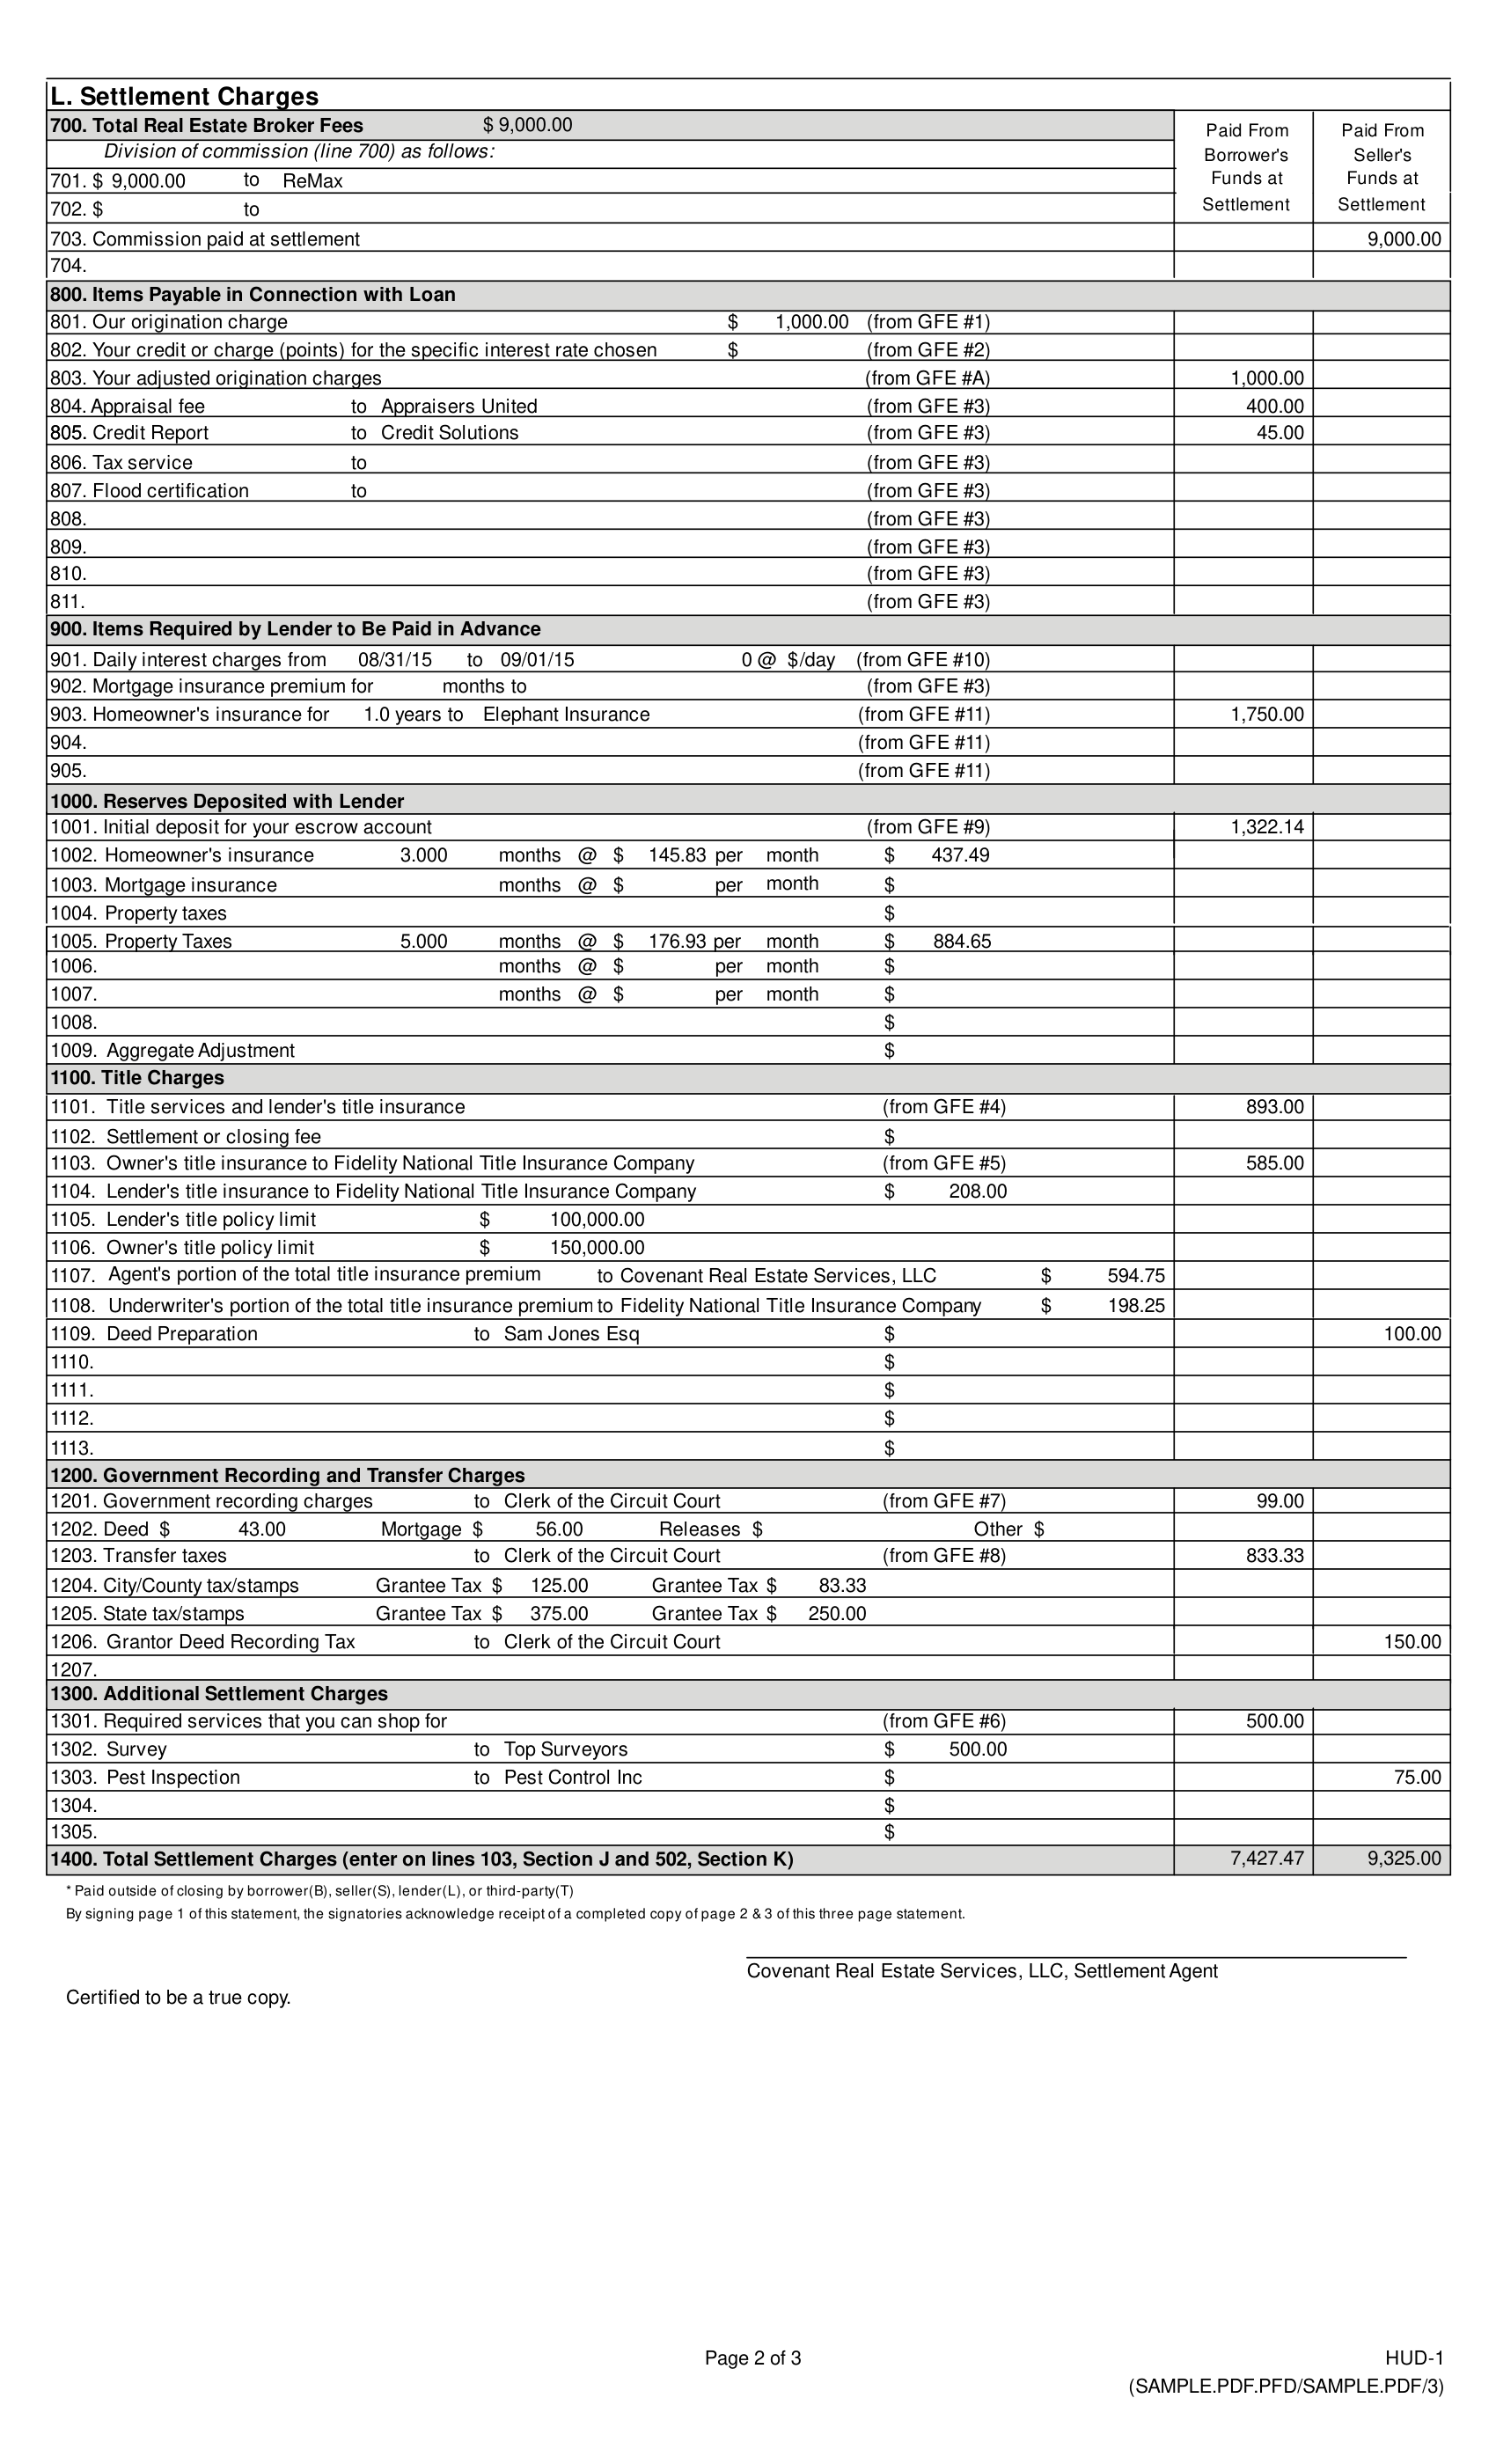 L. Settlement Charges
700. Total Real Estate Broker Fees $ 9,000.00
Paid From Borrower's Funds at Settlement
Paid From Seller's Funds at Settlement
Division of commission (line 700) as follows:
701. $ 9,000.00 to ReMax
702. $ to
703. Commission paid at settlement 9,000.00
704.
800. Items Payable in Connection with Loan
801. Our origination charge $ 1,000.00 (from GFE #1)
802. Your credit or charge (points) for the specific interest rate chosen $ (from GFE #2)
803. Your adjusted origination charges (from GFE #A) 1,000.00
804. Appraisal fee to Appraisers United (from GFE #3) 400.00
805. Credit Report to Credit Solutions (from GFE #3) 45.00
806. Tax service to (from GFE #3)
807. Flood certification to (from GFE #3)
808. (from GFE #3)
809. (from GFE #3)
810. (from GFE #3)
811. (from GFE #3)
900. Items Required by Lender to Be Paid in Advance
901. Daily interest charges from 08/31/15 to 09/01/15 0 @ $/day (from GFE #10)
902. Mortgage insurance premium for months to (from GFE #3)
903. Homeowner's insurance for 1.0 years to Elephant Insurance (from GFE #11) 1,750.00
904. (from GFE #11)
905. (from GFE #11)
1000. Reserves Deposited with Lender
1001. Initial deposit for your escrow account (from GFE #9) 1,322.14
1002. Homeowner's insurance 3.000 months @ $ 145.83 per month $ 437.49
1003. Mortgage insurance months @ $ per month $
1004. Property taxes $
1005. Property Taxes 5.000 months @ $ 176.93 per month $ 884.65
1006. months @ $ per month $
1007. months @ $ per month $
1008. $
1009. Aggregate Adjustment $
1100. Title Charges
1101. Title services and lender's title insurance (from GFE #4) 893.00
1102. Settlement or closing fee $
1103. Owner's title insurance to Fidelity National Title Insurance Company (from GFE #5) 585.00
1104. Lender's title insurance to Fidelity National Title Insurance Company $ 208.00
1105. Lender's title policy limit $ 100,000.00
1106. Owner's title policy limit $ 150,000.00
1107. Agent's portion of the total title insurance premium to Covenant Real Estate Services, LLC $ 594.75
1108. Underwriter's portion of the total title insurance premium to Fidelity National Title Insurance Company $ 198.25
1109. Deed Preparation to Sam Jones Esq $ 100.00
1110. $
1111. $
1112. $
1113. $
1200. Government Recording and Transfer Charges
1201. Government recording charges to Clerk of the Circuit Court (from GFE #7) 99.00
1202. Deed $ 43.00 Mortgage $ 56.00 Releases $ Other $
1203. Transfer taxes to Clerk of the Circuit Court (from GFE #8) 833.33
1204. City/County tax/stamps Grantee Tax $ 125.00 Grantee Tax $ 83.33
1205. State tax/stamps Grantee Tax $ 375.00 Grantee Tax $ 250.00
1206. Grantor Deed Recording Tax to Clerk of the Circuit Court 150.00
1207.
1300. Additional Settlement Charges
1301. Required services that you can shop for (from GFE #6) 500.00
1302. Survey to Top Surveyors $ 500.00
1303. Pest Inspection to Pest Control Inc $ 75.00
1304. $
1305. $
1400. Total Settlement Charges (enter on lines 103, Section J and 502, Section K) 7,427.47 9,325.00
* Paid outside of closing by borrower(B), seller(S), lender(L), or third-party(T)
By signing page 1 of this statement, the signatories acknowledge receipt of a completed copy of page 2 & 3 of this three page statement.
Covenant Real Estate Services, LLC, Settlement Agent
Certified to be a true copy.
Page 2 of 3
HUD-1
(SAMPLE.PDF.PFD/SAMPLE.PDF/3)